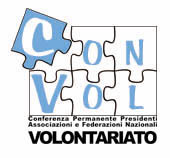 CON
VOL
Conferenza Permanente Presidenti
Associazioni e Federazioni Nazionali
VOLONTARIATO